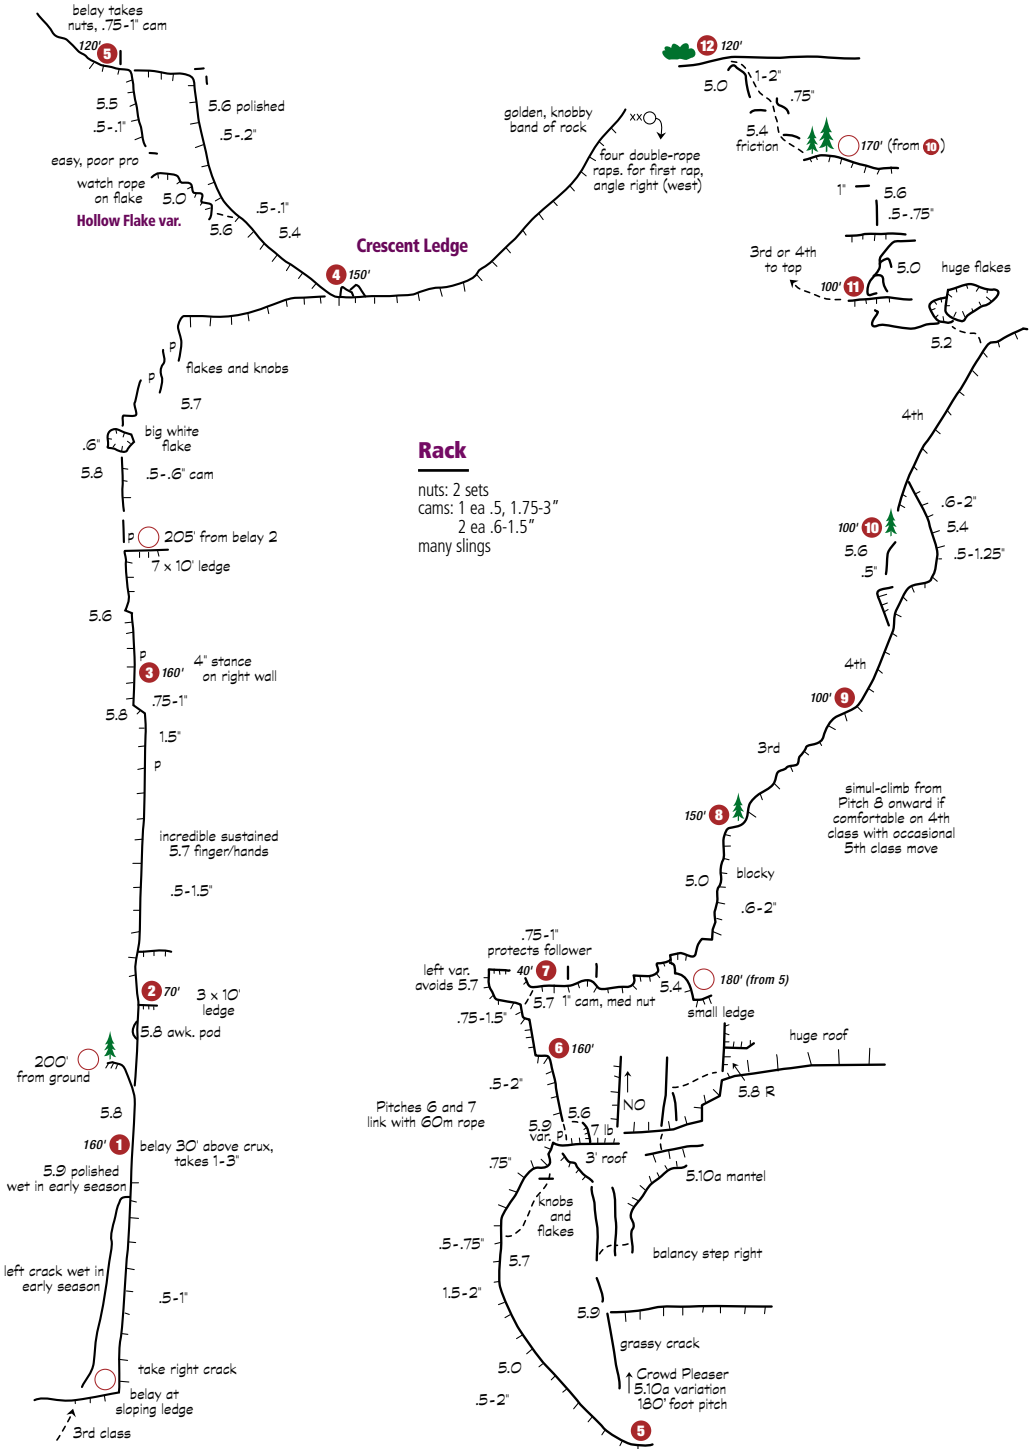 belay takes
nuts, .75-1" cam
120'
5
5.5
.5-.1"
5.6 polished
.5-.2"
easy, poor pro
watch rope
on flake
5.0
Hollow Flake var.
5.6
.5-.1"
5.4
Crescent Ledge
4 150'
golden, knobby
band of rock
xx
four double-rope
raps. for first rap,
angle right (west)
12 120'
5.0
1-2"
.75"
5.4
friction
170' (from 10)
1"
5.6
.5-.75"
3rd or 4th
to top
5.0
100' 11
huge flakes
5.2
4th
P
P
flakes and knobs
5.7
.6"
big white
flake
5.8
.5-.6" cam
P
205' from belay 2
7 x 10' ledge
5.6
P
3 160'
4" stance
on right wall
.75-1"
5.8
1.5"
P
incredible sustained
5.7 finger/hands
.5-1.5"
2 70'
3 x 10'
ledge
5.8 awk. pod
200'
from ground
5.8
160' 1
belay 30' above crux,
takes 1-3"
5.9 polished
wet in early season
left crack wet in
early season
.5-1"
take right crack
belay at
sloping ledge
3rd class
Rack
nuts: 2 sets
cams: 1 ea .5, 1.75-3"
2 ea .6-1.5"
many slings
.6-2"
100' 10
5.4
5.6
.5"
.5-1.25"
4th
100' 9
3rd
simul-climb from
Pitch 8 onward if
comfortable on 4th
class with occasional
5th class move
150' 8
blocky
5.0
.6-2"
.75-1"
protects follower
left var.
avoids 5.7
40' 7
5.7
1" cam, med nut
5.4
180' (from 5)
small ledge
.75-1.5"
6 160'
huge roof
.5-2"
5.8 R
NO
Pitches 6 and 7
link with 60m rope
5.6
5.9
var.
P
7 lb
3' roof
.75"
5.10a mantel
knobs
and
flakes
.5-.75"
5.7
balancy step right
1.5-2"
5.9
grassy crack
5.0
.5-2"
Crowd Pleaser
5.10a variation
180' foot pitch
5